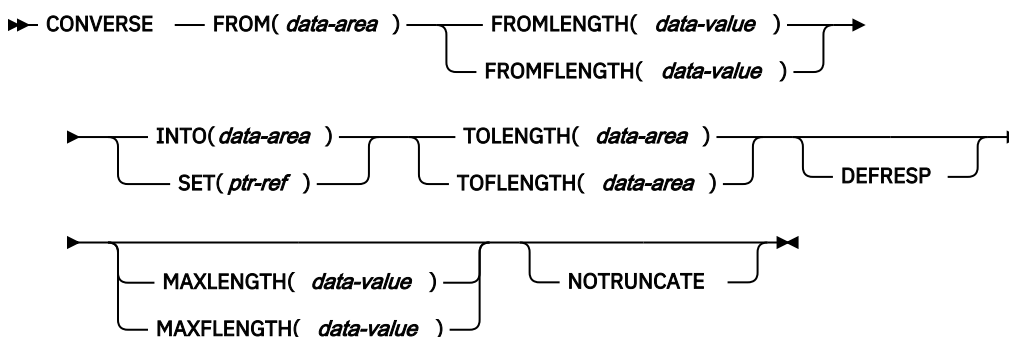 CONVERSE FROM( data-area ) FROMLENGTH( data-value )
FROMFLENGTH( data-value )
INTO( data-area ) TOLENGTH( data-area )
SET( ptr-ref ) TOFLENGTH( data-area ) DEFRESP
MAXLENGTH( data-value ) NOTRUNCATE
MAXFLENGTH( data-value )